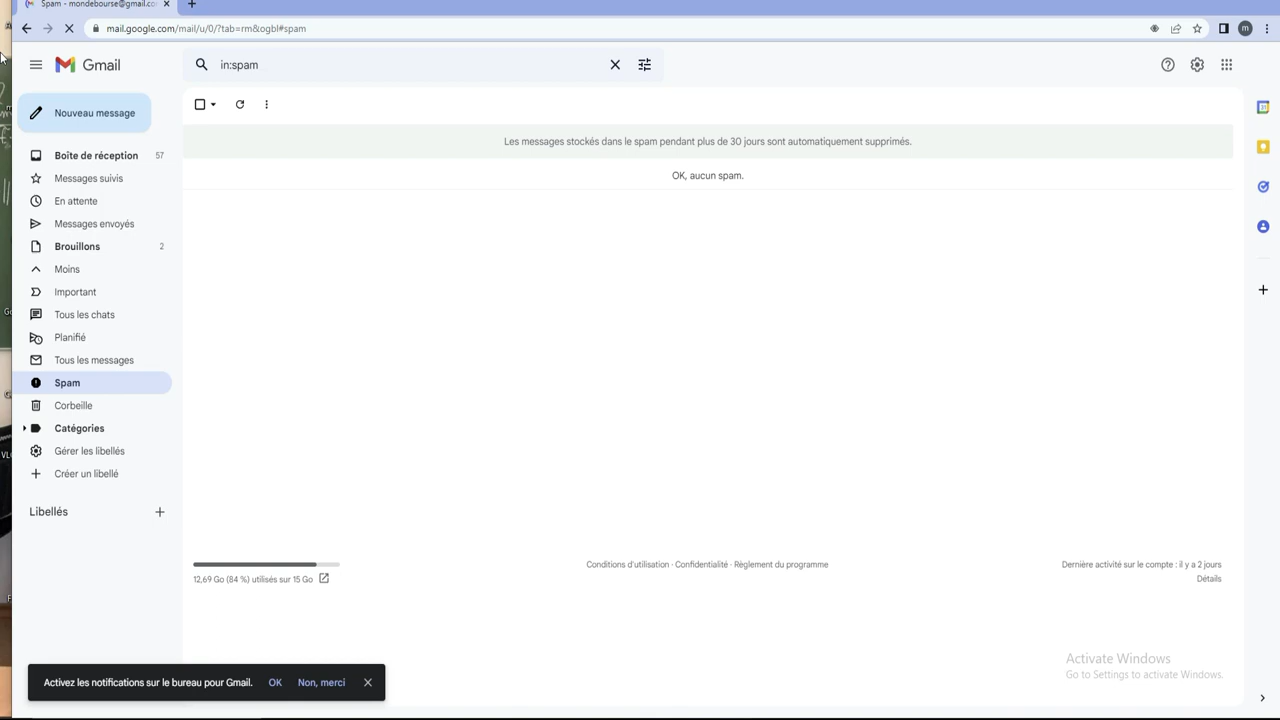 Spam - mondebourse@gmail.co
mail.google.com/mail/u/0/?tab=rm&ogbl#spam
m
Gmail
in:spam
Nouveau message
Les messages stockés dans le spam pendant plus de 30 jours sont automatiquement supprimés.
Boîte de réception 57
OK, aucun spam.
Messages suivis
En attente
Messages envoyés
Brouillons 2
Moins
Important
Tous les chats
Planifié
Tous les messages
Spam
Corbeille
Catégories
Gérer les libellés
Créer un libellé
Libellés
12,69 Go (84 %) utilisés sur 15 Go
Conditions d'utilisation · Confidentialité · Règlement du programme
Dernière activité sur le compte : il y a 2 jours
Détails
Activate Windows
Go to Settings to activate Windows.
Activez les notifications sur le bureau pour Gmail. OK Non, merci